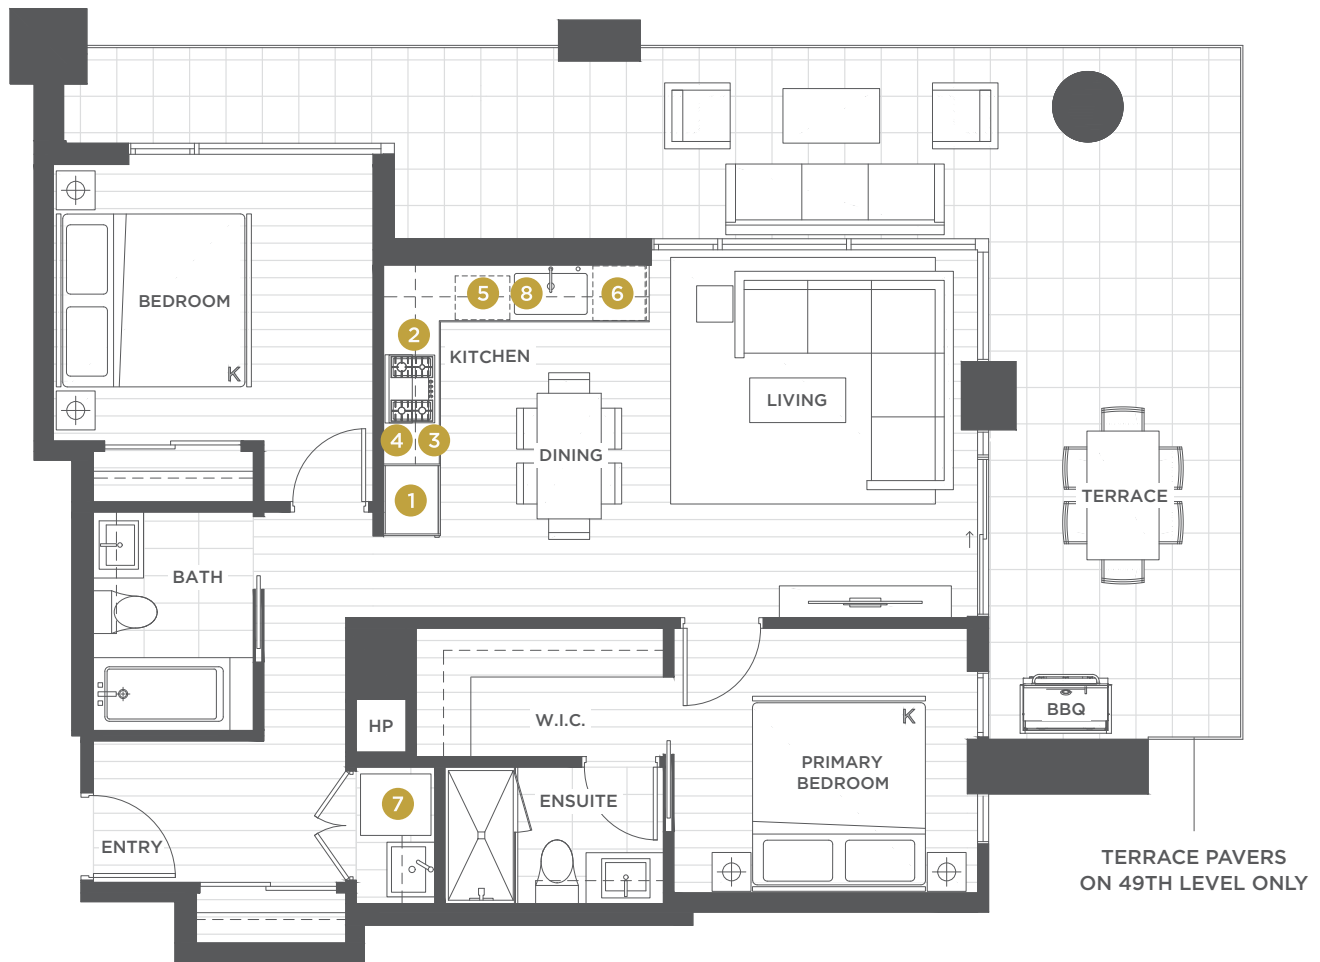 BEDROOM
K
5
8
6
2
KITCHEN
4
3
1
DINING
LIVING
TERRACE
BATH
HP
W.I.C.
K
PRIMARY
BEDROOM
BBQ
7
ENSUITE
ENTRY
TERRACE PAVERS
ON 49TH LEVEL ONLY